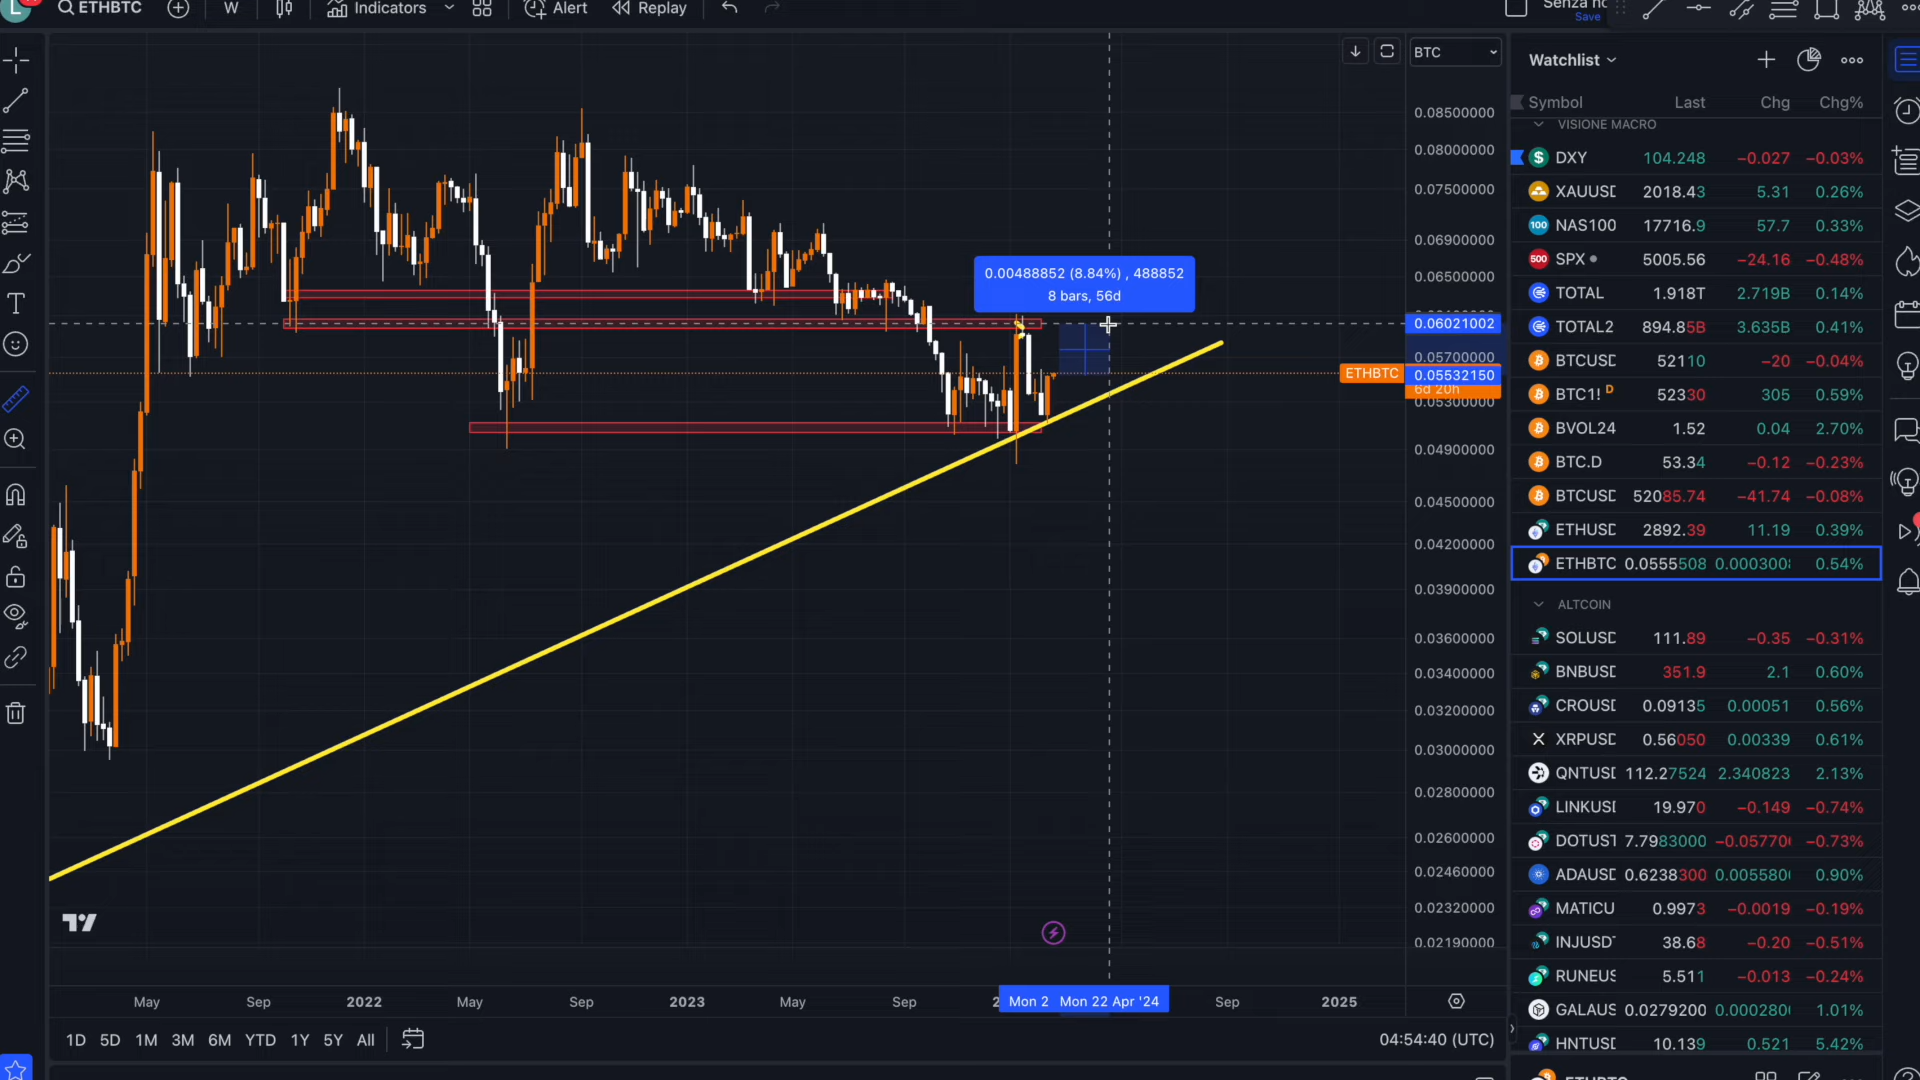 L ETHBTC W Indicators Alert Replay
Save
0.00488852 (8.84%) , 488852
8 bars, 56d
BTC
0.08500000
0.08000000
0.07500000
0.06900000
0.06500000
0.06021002
0.05700000
ETHBTC 0.05532150
6d 20h
0.05300000
0.04900000
0.04500000
0.04200000
0.03900000
0.03600000
0.03400000
0.03200000
0.03000000
0.02800000
0.02600000
0.02460000
0.02320000
0.02190000
May Sep 2022 May Sep 2023 May Sep Mon 2 Mon 22 Apr '24 Sep 2025
1D 5D 1M 3M 6M YTD 1Y 5Y All 04:54:40 (UTC)
Watchlist
Symbol Last Chg Chg%
VISIONE MACRO
DXY 104.248 −0.027 −0.03%
XAUUSD 2018.43 5.31 0.26%
NAS100 17716.9 57.7 0.33%
SPX 5005.56 −24.16 −0.48%
TOTAL 1.918T 2.719B 0.14%
TOTAL2 894.85B 3.635B 0.41%
BTCUSD 52110 −20 −0.04%
BTC1! D 52330 305 0.59%
BVOL24 1.52 0.04 2.70%
BTC.D 53.34 −0.12 −0.23%
BTCUSD 52085.74 −41.74 −0.08%
ETHUSD 2892.39 11.19 0.39%
ETHBTC 0.0555508 0.000300 0.54%
ALTCOIN
SOLUSD 111.89 −0.35 −0.31%
BNBUSD 351.9 2.1 0.60%
CROUSD 0.09135 0.00051 0.56%
XRPUSD 0.56050 0.00339 0.61%
QNTUSD 112.27524 2.340823 2.13%
LINKUSD 19.970 −0.149 −0.74%
DOTUST 7.7983000 −0.05770 −0.73%
ADAUSD 0.6238300 0.005580 0.90%
MATICU 0.9973 −0.0019 −0.19%
INJUSDT 38.68 −0.20 −0.51%
RUNEUS 5.511 −0.013 −0.24%
GALAUS 0.0279200 0.000280 1.01%
HNTUSD 10.139 0.521 5.42%
ETHBTC